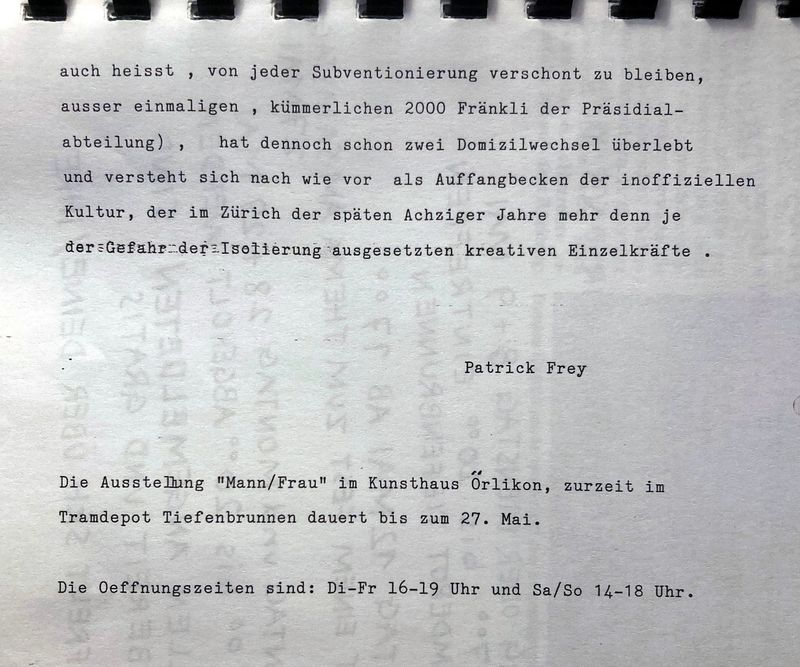 auch heisst , von jeder Subventionierung verschont zu bleiben,
ausser einmaligen , kümmerlichen 2000 Fränkli der Präsidial-
abteilung) , hat dennoch schon zwei Domizilwechsel überlebt
und versteht sich nach wie vor als Auffangbecken der inoffiziellen
Kultur, der im Zürich der späten Achziger Jahre mehr denn je
der Gefahr der Isolierung ausgesetzten kreativen Einzelkräfte .
Patrick Frey
Die Ausstellung "Mann/Frau" im Kunsthaus Örlikon, zurzeit im
Tramdepot Tiefenbrunnen dauert bis zum 27. Mai.
Die Oeffnungszeiten sind: Di-Fr 16-19 Uhr und Sa/So 14-18 Uhr.